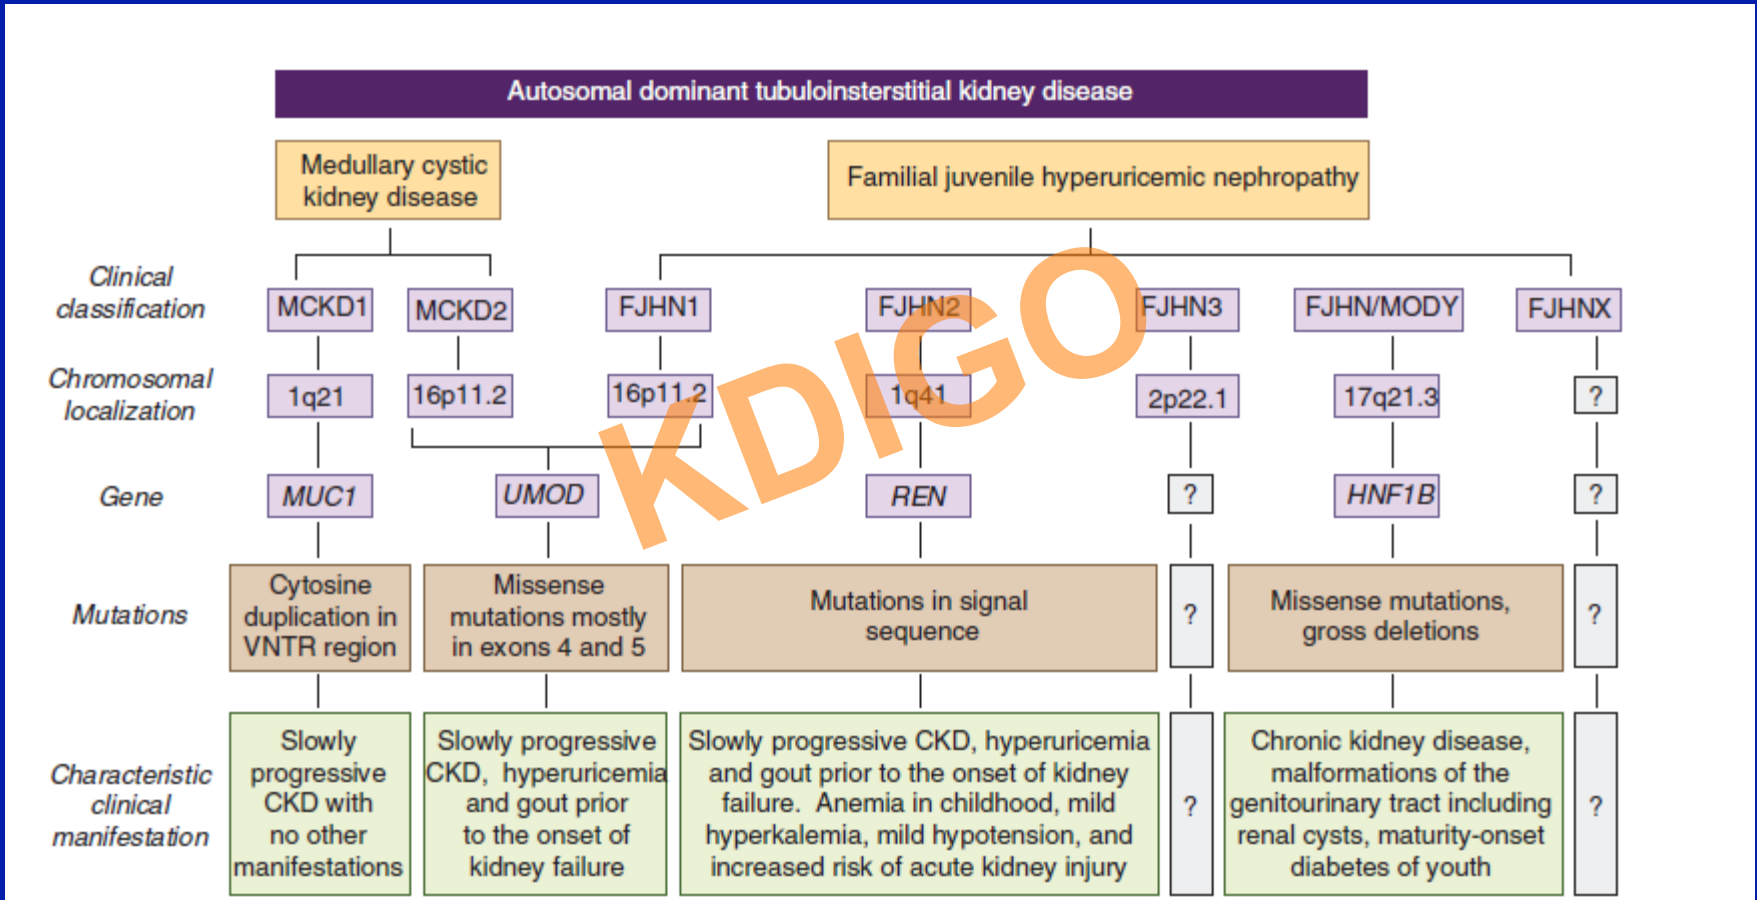 Autosomal dominant tubuloinsterstitial kidney disease
Medullary cystic
kidney disease
Familial juvenile hyperuricemic nephropathy
Clinical
classification
MCKD1
MCKD2
FJHN1
FJHN2
FJHN3
FJHN/MODY
FJHNX
Chromosomal
localization
1q21
16p11.2
16p11.2
1q41
2p22.1
17q21.3
?
Gene
MUC1
UMOD
REN
?
HNF1B
?
Mutations
Cytosine
duplication in
VNTR region
Missense
mutations mostly
in exons 4 and 5
Mutations in signal
sequence
?
Missense mutations,
gross deletions
?
Characteristic
clinical
manifestation
Slowly
progressive
CKD with
no other
manifestations
Slowly progressive
CKD, hyperuricemia
and gout prior
to the onset of
kidney failure
Slowly progressive CKD, hyperuricemia
and gout prior to the onset of kidney
failure. Anemia in childhood, mild
hyperkalemia, mild hypotension, and
increased risk of acute kidney injury
?
Chronic kidney disease,
malformations of the
genitourinary tract including
renal cysts, maturity-onset
diabetes of youth
?
KDIGO